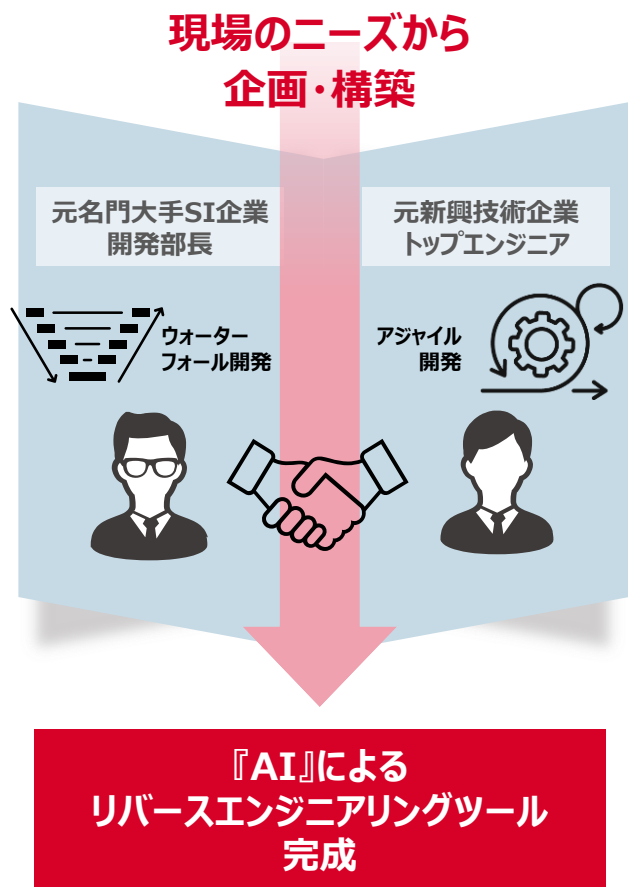 現場のニーズから
企画・構築
元名門大手SI企業
開発部長
元新興技術企業
トップエンジニア
ウォーター
フォール開発
アジャイル
開発
『AI』による
リバースエンジニアリングツール
完成